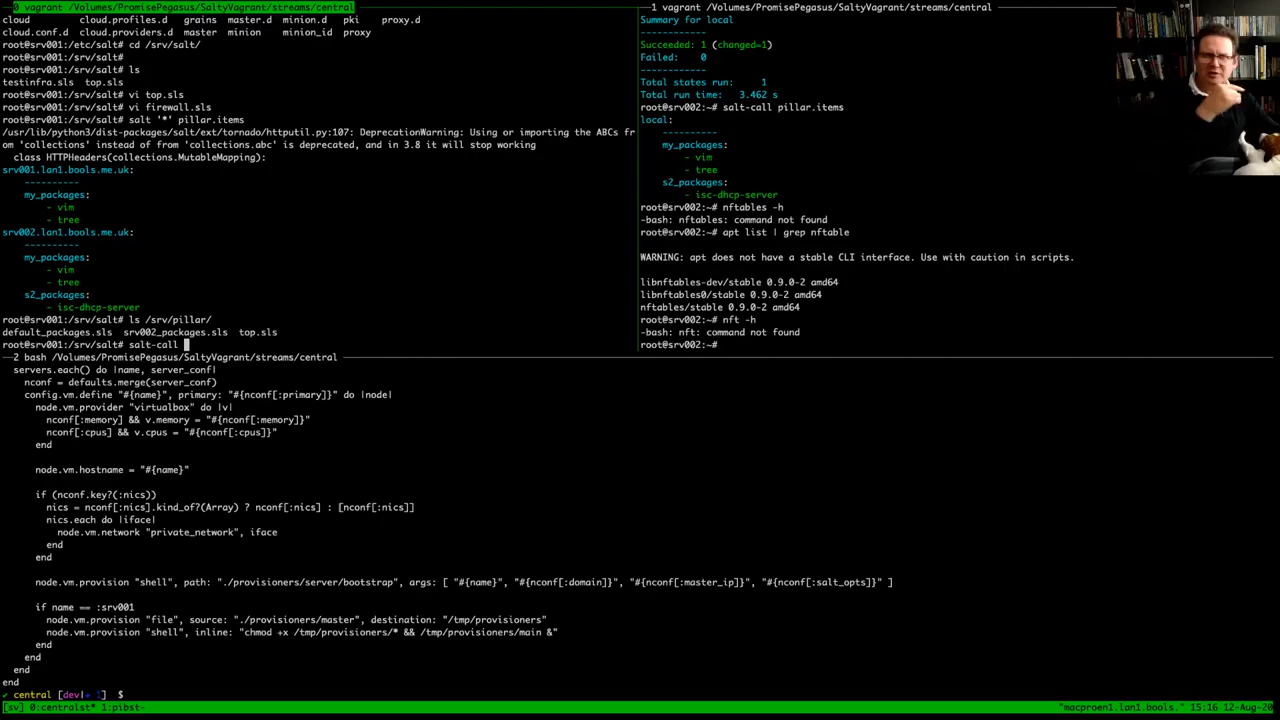 0 vagrant /Volumes/PromisePegasus/SaltyVagrant/streams/central
cloud cloud.profiles.d grains master.d minion.d pki proxy.d
cloud.conf.d cloud.providers.d master minion minion_id proxy
root@srv001:/etc/salt# cd /srv/salt/
root@srv001:/srv/salt#
root@srv001:/srv/salt# ls
testinfra.sls top.sls
root@srv001:/srv/salt# vi top.sls
root@srv001:/srv/salt# vi firewall.sls
root@srv001:/srv/salt# salt '*' pillar.items
/usr/lib/python3/dist-packages/salt/ext/tornado/httputil.py:107: DeprecationWarning: Using or importing the ABCs fr
om 'collections' instead of from 'collections.abc' is deprecated, and in 3.8 it will stop working
class HTTPHeaders(collections.MutableMapping):
srv001.lan1.bools.me.uk:
----------
my_packages:
- vim
- tree
srv002.lan1.bools.me.uk:
----------
my_packages:
- vim
- tree
s2_packages:
- isc-dhcp-server
root@srv001:/srv/salt# ls /srv/pillar/
default_packages.sls srv002_packages.sls top.sls
root@srv001:/srv/salt# salt-call
1 vagrant /Volumes/PromisePegasus/SaltyVagrant/streams/central
Summary for local
------------
Succeeded: 1 (changed=1)
Failed: 0
------------
Total states run: 1
Total run time: 3.462 s
root@srv002:~# salt-call pillar.items
local:
----------
my_packages:
- vim
- tree
s2_packages:
- isc-dhcp-server
root@srv002:~# nftables -h
-bash: nftables: command not found
root@srv002:~# apt list | grep nftable
WARNING: apt does not have a stable CLI interface. Use with caution in scripts.
libnftables-dev/stable 0.9.0-2 amd64
libnftables0/stable 0.9.0-2 amd64
nftables/stable 0.9.0-2 amd64
root@srv002:~# nft -h
-bash: nft: command not found
root@srv002:~#
2 bash /Volumes/PromisePegasus/SaltyVagrant/streams/central
servers.each() do |name, server_conf|
nconf = defaults.merge(server_conf)
config.vm.define "#{name}", primary: "#{nconf[:primary]}" do |node|
node.vm.provider "virtualbox" do |v|
nconf[:memory] && v.memory = "#{nconf[:memory]}"
nconf[:cpus] && v.cpus = "#{nconf[:cpus]}"
end
node.vm.hostname = "#{name}"
if (nconf.key?(:nics))
nics = nconf[:nics].kind_of?(Array) ? nconf[:nics] : [nconf[:nics]]
nics.each do |iface|
node.vm.network "private_network", iface
end
end
node.vm.provision "shell", path: "./provisioners/server/bootstrap", args: [ "#{name}", "#{nconf[:domain]}", "#{nconf[:master_ip]}", "#{nconf[:salt_opts]}" ]
if name == :srv001
node.vm.provision "file", source: "./provisioners/master", destination: "/tmp/provisioners"
node.vm.provision "shell", inline: "chmod +x /tmp/provisioners/* && /tmp/provisioners/main &"
end
end
end
end
✔ central [dev|+ 1] $
[sv] 0:centralst* 1:pibst- "macproen1.lan1.bools." 15:16 12-Aug-20